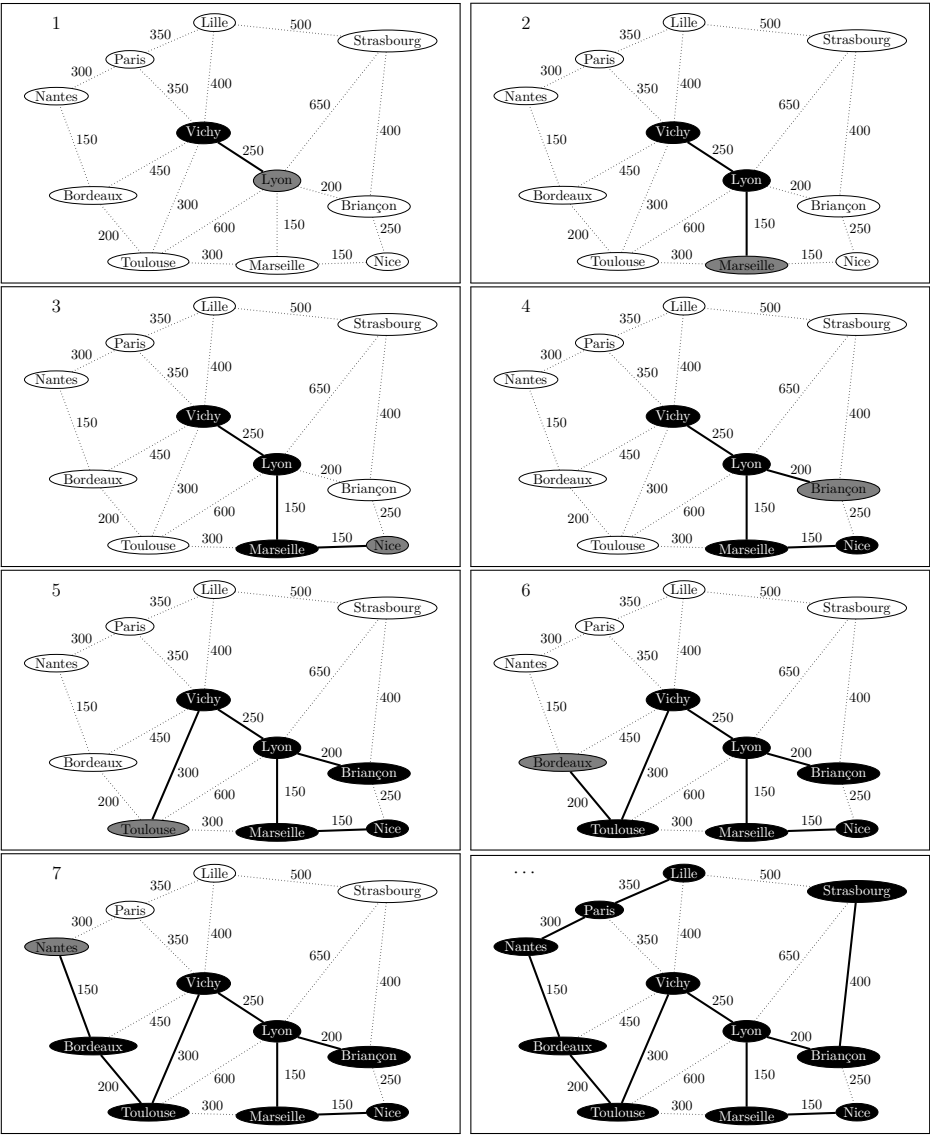 1
Lille
500
Strasbourg
350
Paris
300
350
400
Nantes
650
Vichy
150
400
250
450
Lyon
200
Bordeaux
300
Briançon
200
600
150
250
Toulouse
300
Marseille
150
Nice
2
Lille
500
Strasbourg
350
Paris
300
350
400
Nantes
650
Vichy
150
400
250
450
Lyon
200
Bordeaux
300
Briançon
200
600
150
250
Toulouse
300
Marseille
150
Nice
3
Lille
500
Strasbourg
350
Paris
300
350
400
Nantes
650
Vichy
150
400
250
450
Lyon
200
Bordeaux
300
Briançon
200
600
150
250
Toulouse
300
Marseille
150
Nice
4
Lille
500
Strasbourg
350
Paris
300
350
400
Nantes
650
Vichy
150
400
250
450
Lyon
200
Bordeaux
300
Briançon
200
600
150
250
Toulouse
300
Marseille
150
Nice
5
Lille
500
Strasbourg
350
Paris
300
350
400
Nantes
650
Vichy
150
400
250
450
Lyon
200
Bordeaux
300
Briançon
200
600
150
250
Toulouse
300
Marseille
150
Nice
6
Lille
500
Strasbourg
350
Paris
300
350
400
Nantes
650
Vichy
150
400
250
450
Lyon
200
Bordeaux
300
Briançon
200
600
150
250
Toulouse
300
Marseille
150
Nice
7
Lille
500
Strasbourg
350
Paris
300
350
400
Nantes
650
Vichy
150
400
250
450
Lyon
200
Bordeaux
300
Briançon
200
600
150
250
Toulouse
300
Marseille
150
Nice
...
Lille
500
Strasbourg
350
Paris
300
350
400
Nantes
650
Vichy
150
400
250
450
Lyon
200
Bordeaux
300
Briançon
200
600
150
250
Toulouse
300
Marseille
150
Nice